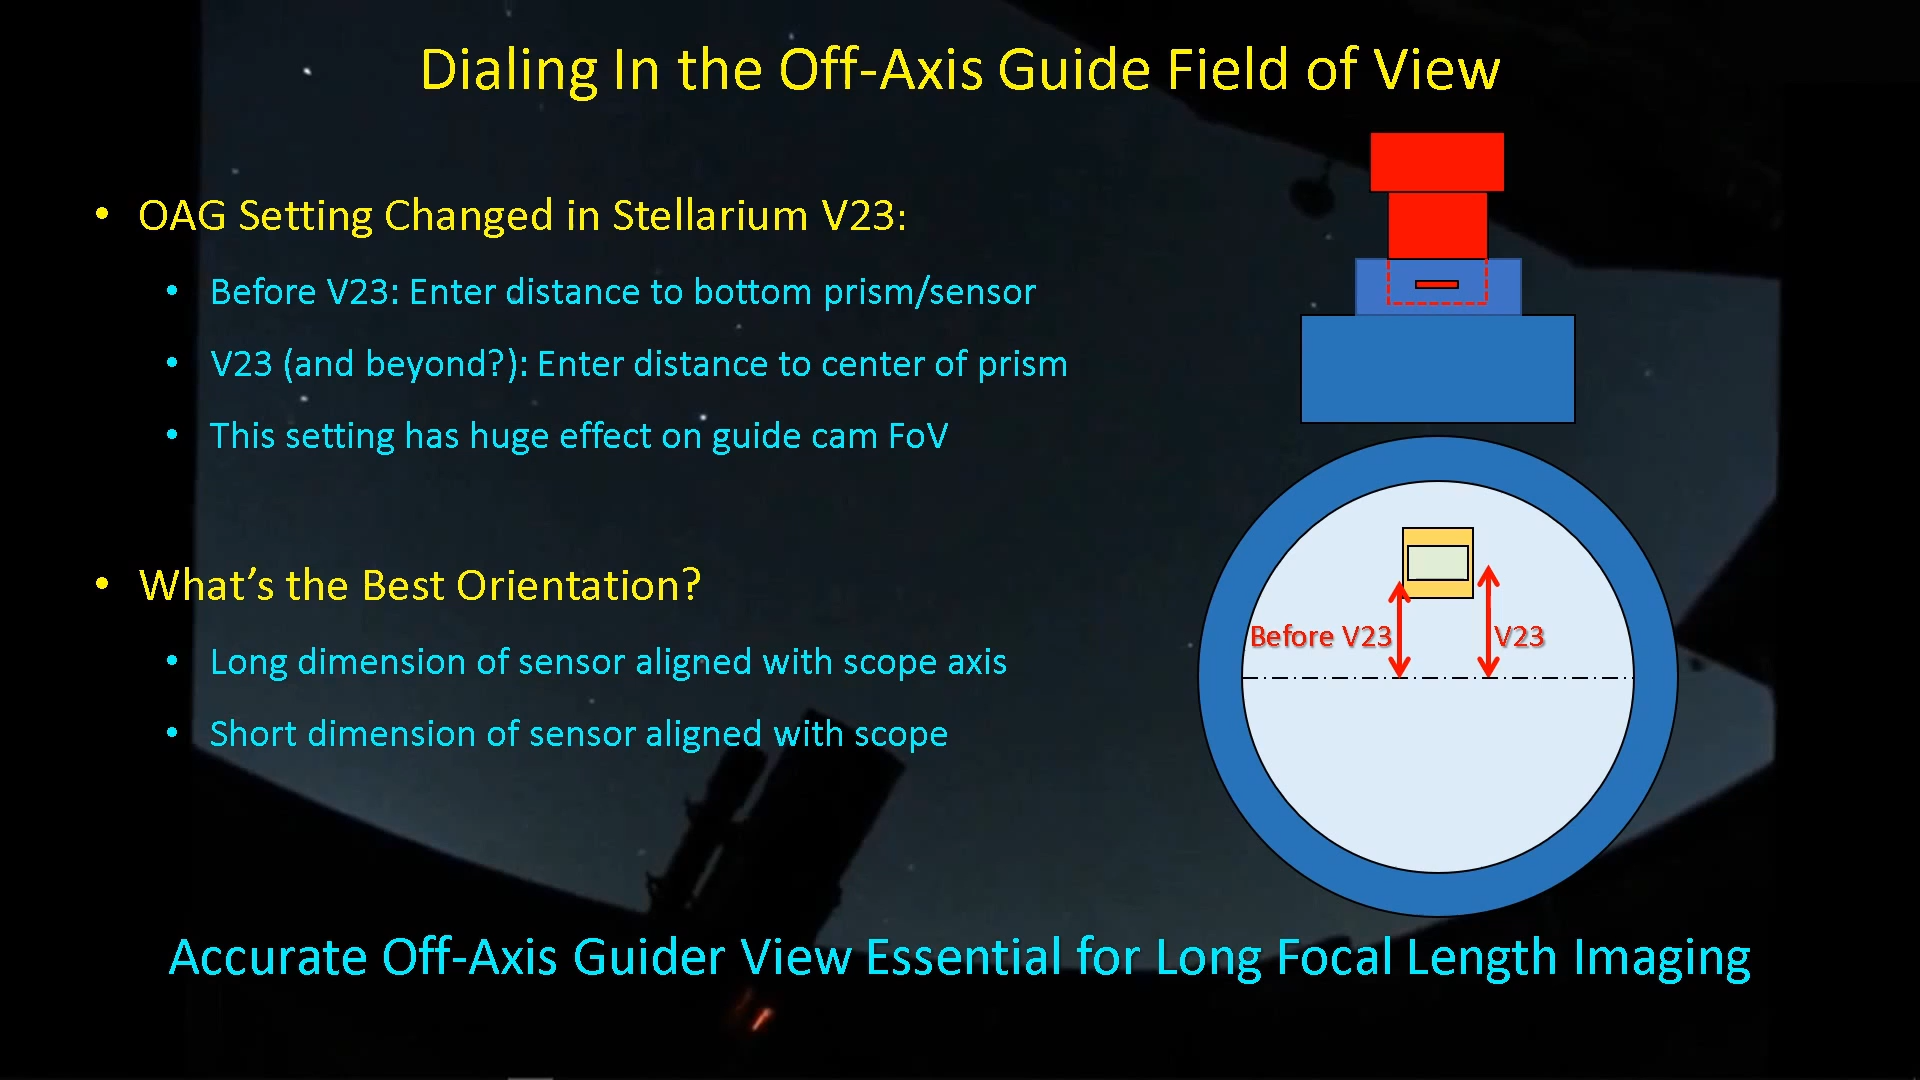 Dialing In the Off-Axis Guide Field of View
• OAG Setting Changed in Stellarium V23:
• Before V23: Enter distance to bottom prism/sensor
• V23 (and beyond?): Enter distance to center of prism
• This setting has huge effect on guide cam FoV
• What’s the Best Orientation?
• Long dimension of sensor aligned with scope axis
• Short dimension of sensor aligned with scope
Before V23
V23
Accurate Off-Axis Guider View Essential for Long Focal Length Imaging